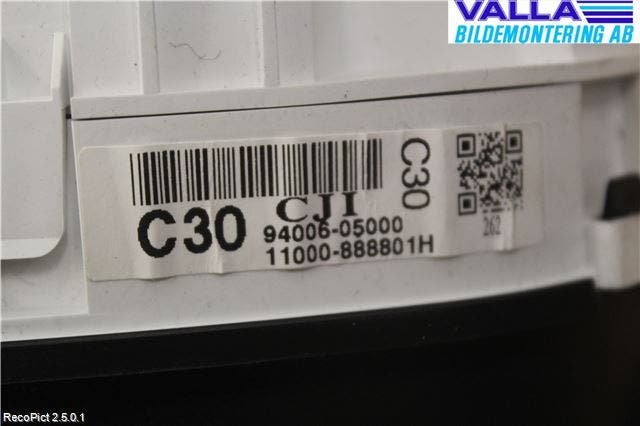 VALLA
BILDEMONTERING AB
C30
CJI
94006-05000
11000-888801H
C30
262
RecoPict 2.5.0.1